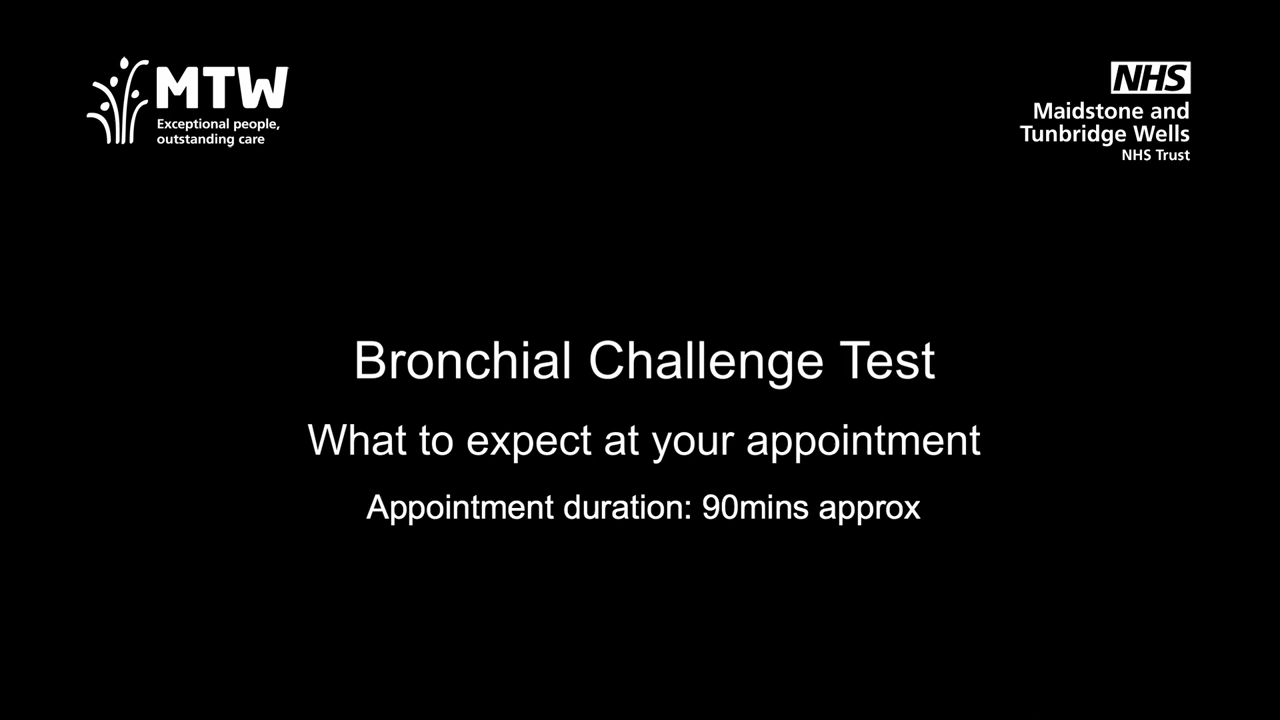 MTW
Exceptional people,
outstanding care
NHS
Maidstone and
Tunbridge Wells
NHS Trust
Bronchial Challenge Test
What to expect at your appointment
Appointment duration: 90mins approx